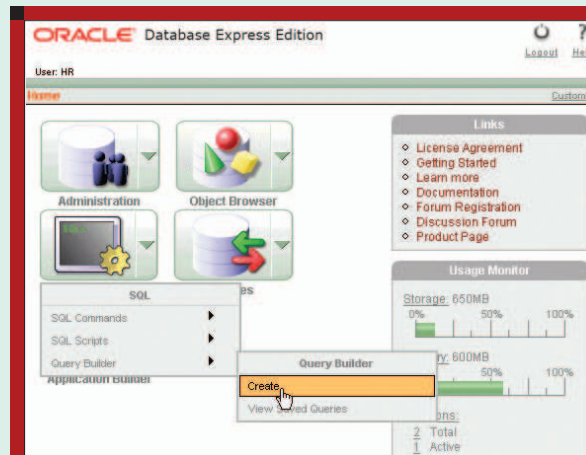 ORACLE Database Express Edition
Logout
User: HR
Home
Administration
Object Browser
SQL
SQL Commands
SQL Scripts
Query Builder
Application Builder
Query Builder
Create
View Saved Queries
Links
License Agreement
Getting Started
Learn more
Documentation
Forum Registration
Discussion Forum
Product Page
Usage Monitor
Storage: 650MB
0% 50% 100%
600MB
50% 100%
2 Total
1 Active